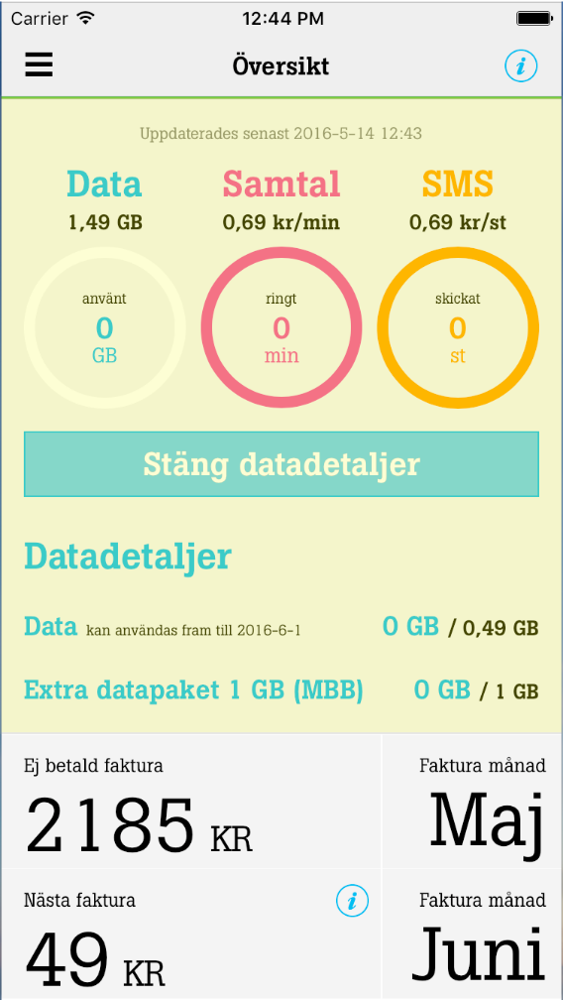 Carrier 12:44 PM
Översikt
Uppdaterades senast 2016-5-14 12:43
Data Samtal SMS
1,49 GB 0,69 kr/min 0,69 kr/st
använt ringt skickat
0 0 0
GB min st
Stäng datadetaljer
Datadetaljer
Data kan användas fram till 2016-6-1 0 GB / 0,49 GB
Extra datapaket 1 GB (MBB) 0 GB / 1 GB
Ej betald faktura Faktura månad
2185 KR Maj
Nästa faktura i Faktura månad
49 KR Juni